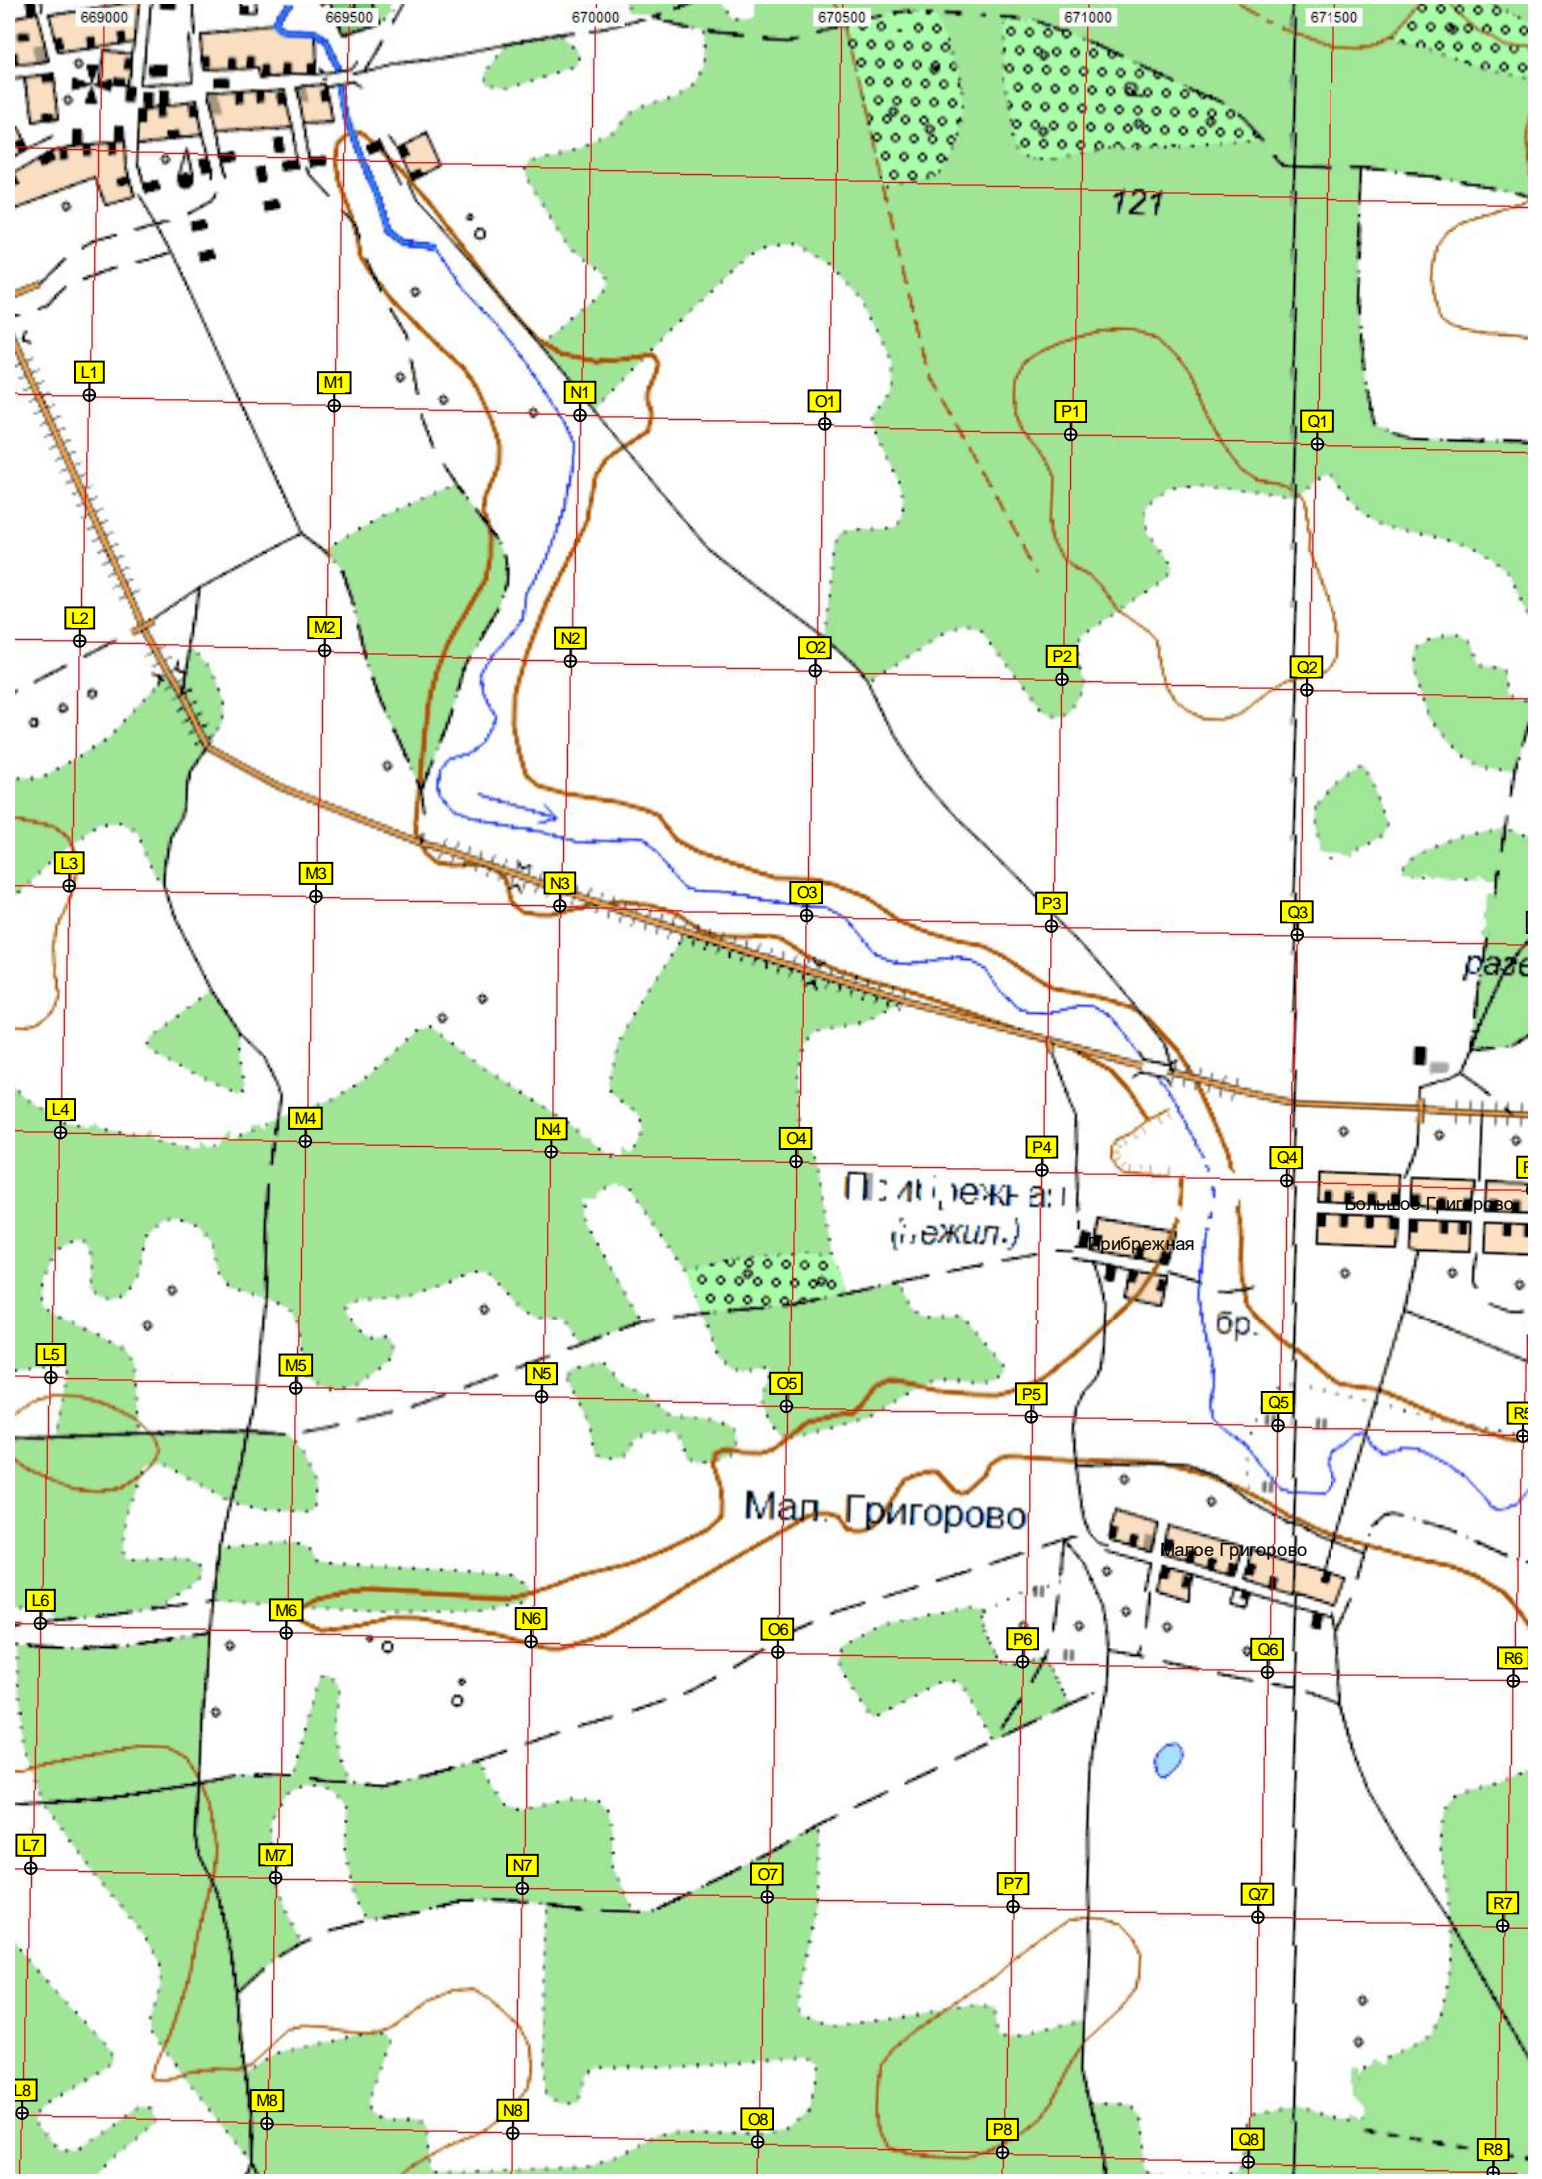 669000 669500 670000 670500 671000 671500
121
L1 M1 N1 O1 P1 Q1
L2 M2 N2 O2 P2 Q2
L3 M3 N3 O3 P3 Q3
L4 M4 N4 O4 P4 Q4
Большое Григорово
(нежил.)
Прибрежная
бр.
L5 M5 N5 O5 P5 Q5 R5
Мал. Григорово
Малое Григорово
L6 M6 N6 O6 P6 Q6 R6
L7 M7 N7 O7 P7 Q7 R7
L8 M8 N8 O8 P8 Q8 R8